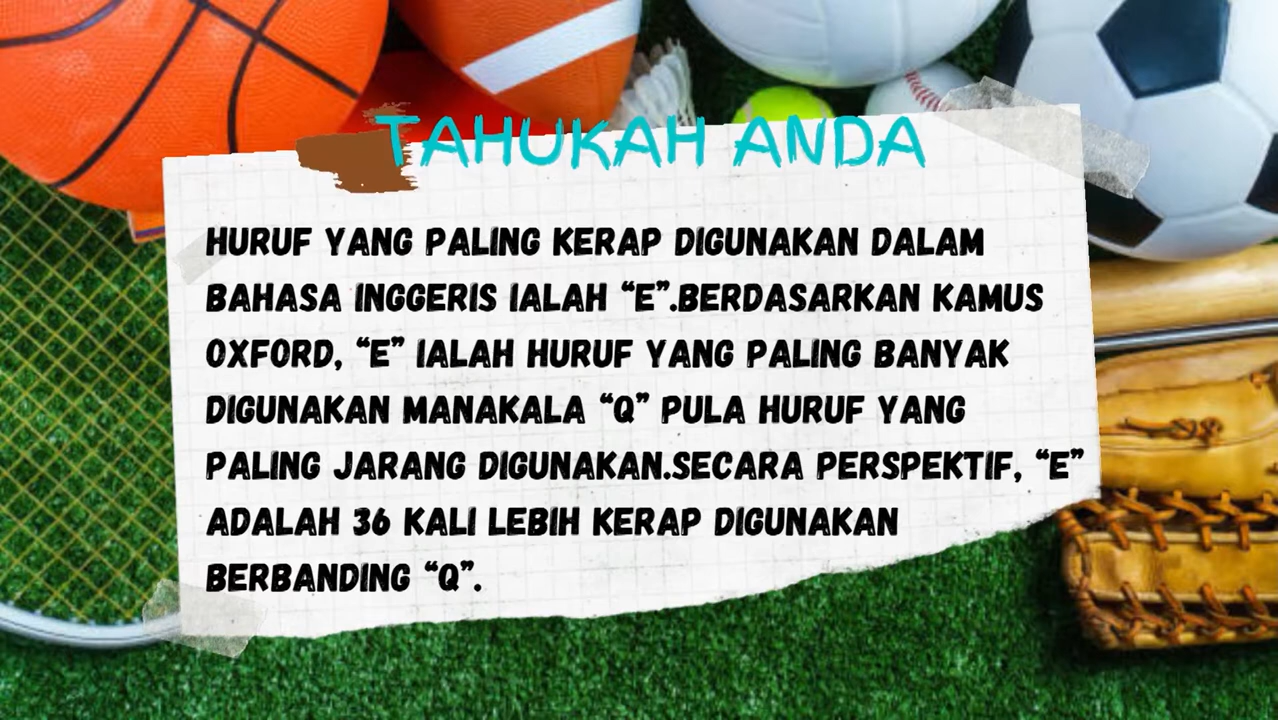 TAHUKAH ANDA
HURUF YANG PALING KERAP DIGUNAKAN DALAM
BAHASA INGGERIS IALAH “E”.BERDASARKAN KAMUS
OXFORD, “E” IALAH HURUF YANG PALING BANYAK
DIGUNAKAN MANAKALA “Q” PULA HURUF YANG
PALING JARANG DIGUNAKAN.SECARA PERSPEKTIF, “E”
ADALAH 36 KALI LEBIH KERAP DIGUNAKAN
BERBANDING “Q”.